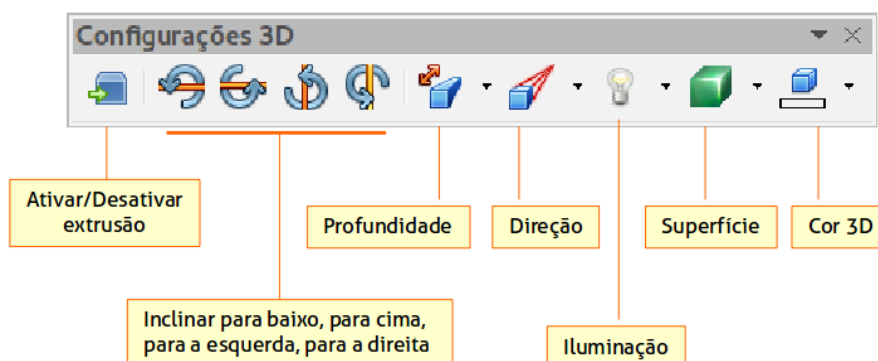 Configurações 3D
Ativar/Desativar
extrusão
Profundidade
Direção
Superfície
Cor 3D
Inclinar para baixo, para cima,
para a esquerda, para a direita
Iluminação